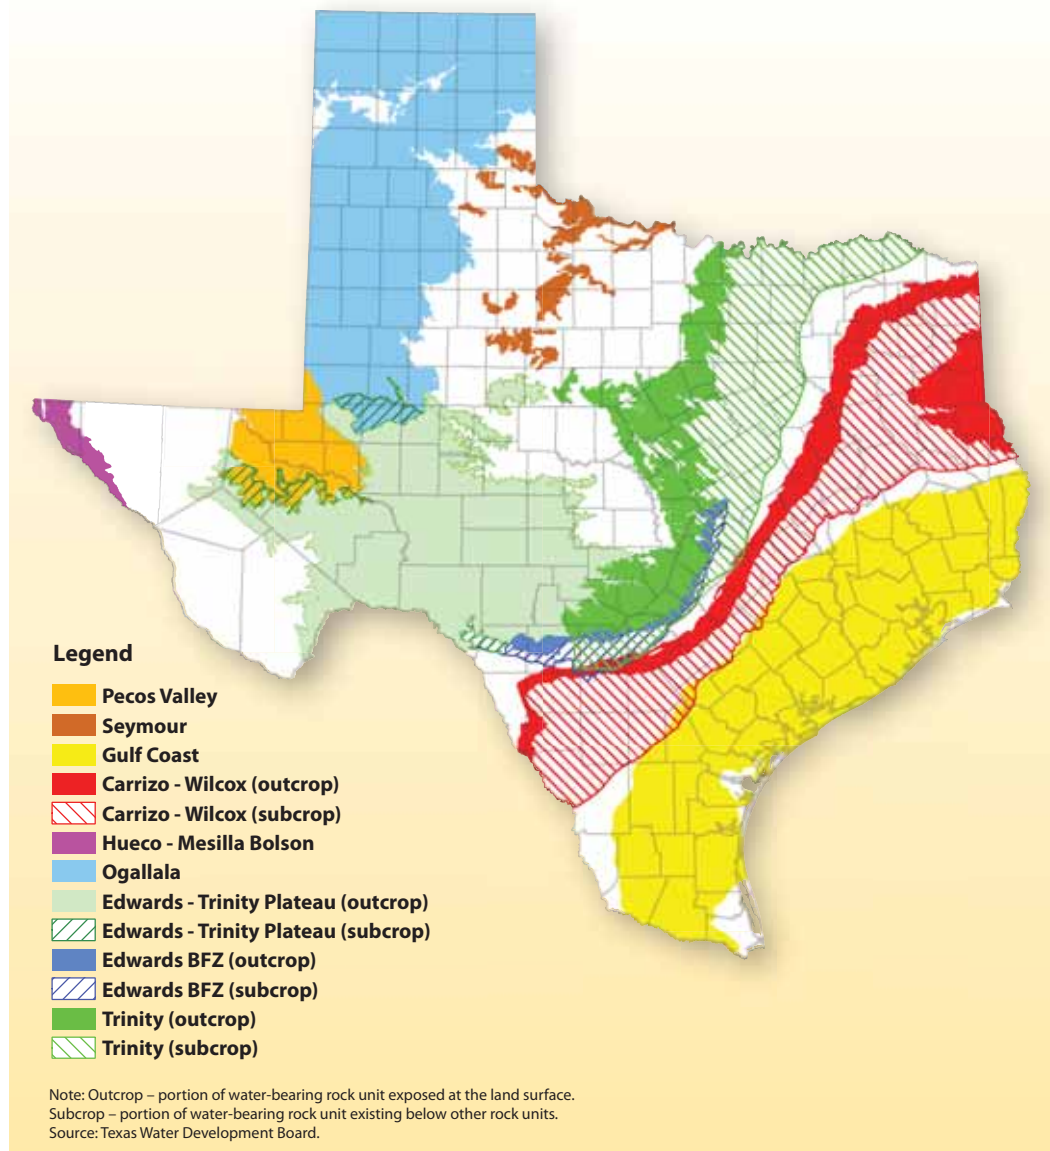 Legend
Pecos Valley
Seymour
Gulf Coast
Carrizo - Wilcox (outcrop)
Carrizo - Wilcox (subcrop)
Hueco - Mesilla Bolson
Ogallala
Edwards - Trinity Plateau (outcrop)
Edwards - Trinity Plateau (subcrop)
Edwards BFZ (outcrop)
Edwards BFZ (subcrop)
Trinity (outcrop)
Trinity (subcrop)
Note: Outcrop – portion of water-bearing rock unit exposed at the land surface.
Subcrop – portion of water-bearing rock unit existing below other rock units.
Source: Texas Water Development Board.